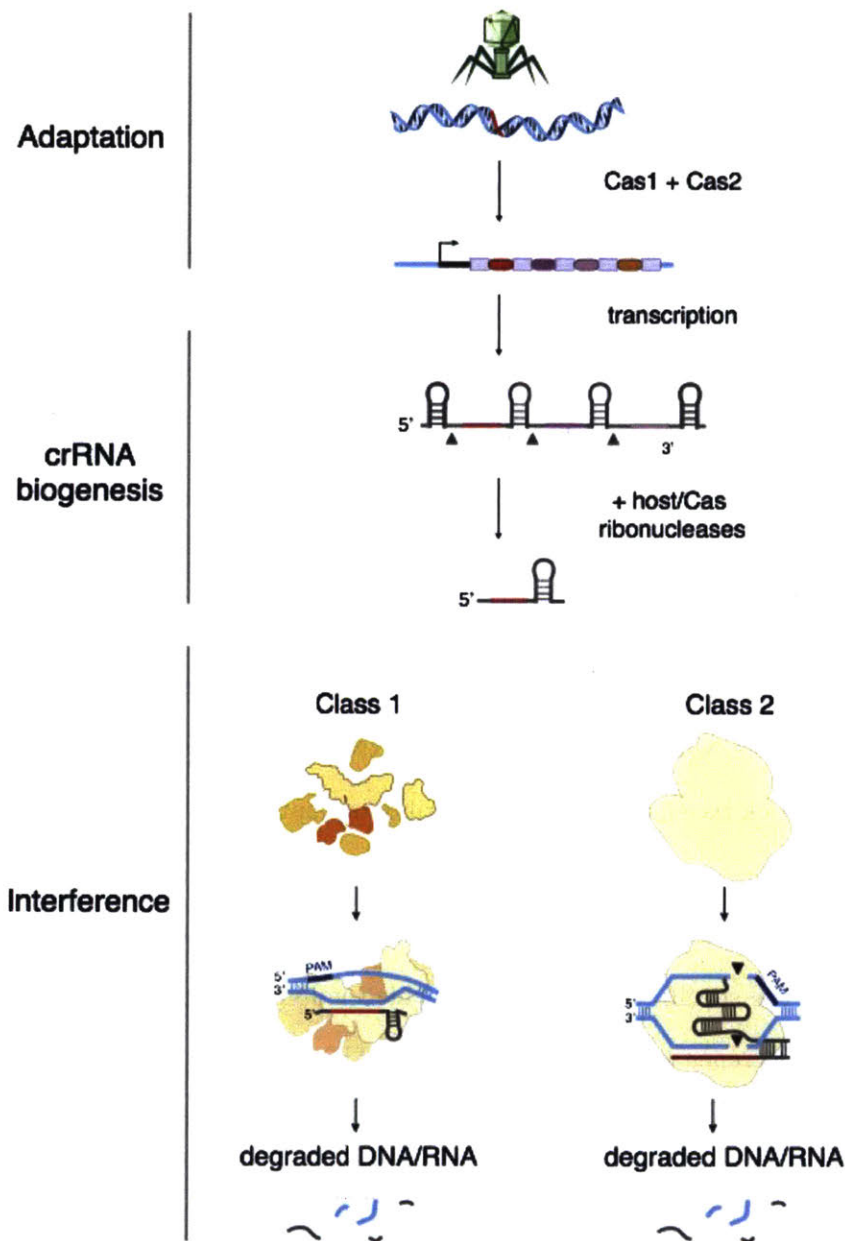 Adaptation
Cas1 + Cas2
transcription
5'
3'
crRNA
biogenesis
+ host/Cas
ribonucleases
5'
Class 1
Class 2
Interference
PAM
5'
3'
5'
PAM
5'
3'
degraded DNA/RNA
degraded DNA/RNA